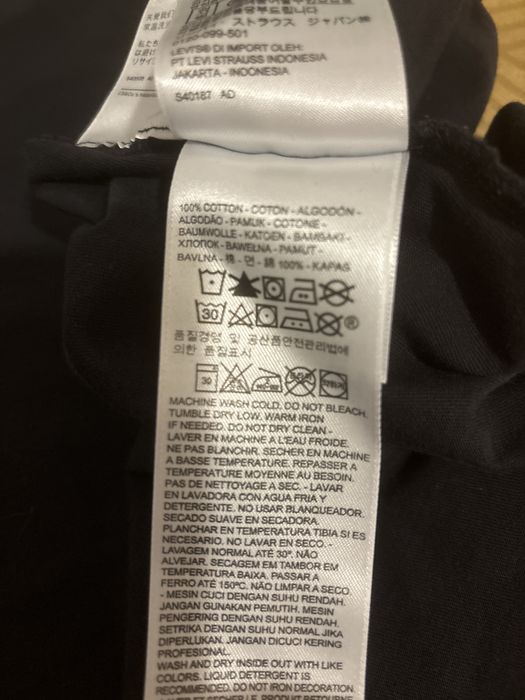 ストラウス ジャパン㈱
0120-099-501
LEVI'S® DI IMPORT OLEH:
PT LEVI STRAUSS INDONESIA
JAKARTA - INDONESIA
S40187 AD
100% COTTON - COTON - ALGODÓN -
ALGODÃO - PAMUK - COTONE -
BAUMWOLLE - KATOEN - BAMBAKI -
ХЛОПОК - BAWEŁNA - PAMUT -
BAVLNA - 棉 - 면 - 綿 100% - KAPAS
30
품질경영 및 공산품안전관리법에
의한 품질표시
30
MACHINE WASH COLD. DO NOT BLEACH.
TUMBLE DRY LOW. WARM IRON
IF NEEDED. DO NOT DRY CLEAN -
LAVER EN MACHINE A L'EAU FROIDE.
NE PAS BLANCHIR. SECHER EN MACHINE
A BASSE TEMPERATURE. REPASSER A
TEMPERATURE MOYENNE AU BESOIN.
PAS DE NETTOYAGE A SEC. - LAVAR
EN LAVADORA CON AGUA FRIA Y
DETERGENTE. NO USAR BLANQUEADOR.
SECADO SUAVE EN SECADORA.
PLANCHAR EN TEMPERATURA TIBIA SI ES
NECESARIO. NO LAVAR EN SECO. -
LAVAGEM NORMAL ATÉ 30º. NÃO
ALVEJAR. SECAGEM EM TAMBOR EM
TEMPERATURA BAIXA. PASSAR A
FERRO ATÉ 150ºC. NÃO LIMPAR A SECO
- MESIN CUCI DENGAN SUHU RENDAH.
JANGAN GUNAKAN PEMUTIH. MESIN
PENGERING DENGAN SUHU RENDAH.
SETRIKA DENGAN SUHU NORMAL JIKA
DIPERLUKAN. JANGAN DICUCI KERING
PROFESIONAL.
WASH AND DRY INSIDE OUT WITH LIKE
COLORS. LIQUID DETERGENT IS
RECOMMENDED. DO NOT IRON DECORATION.